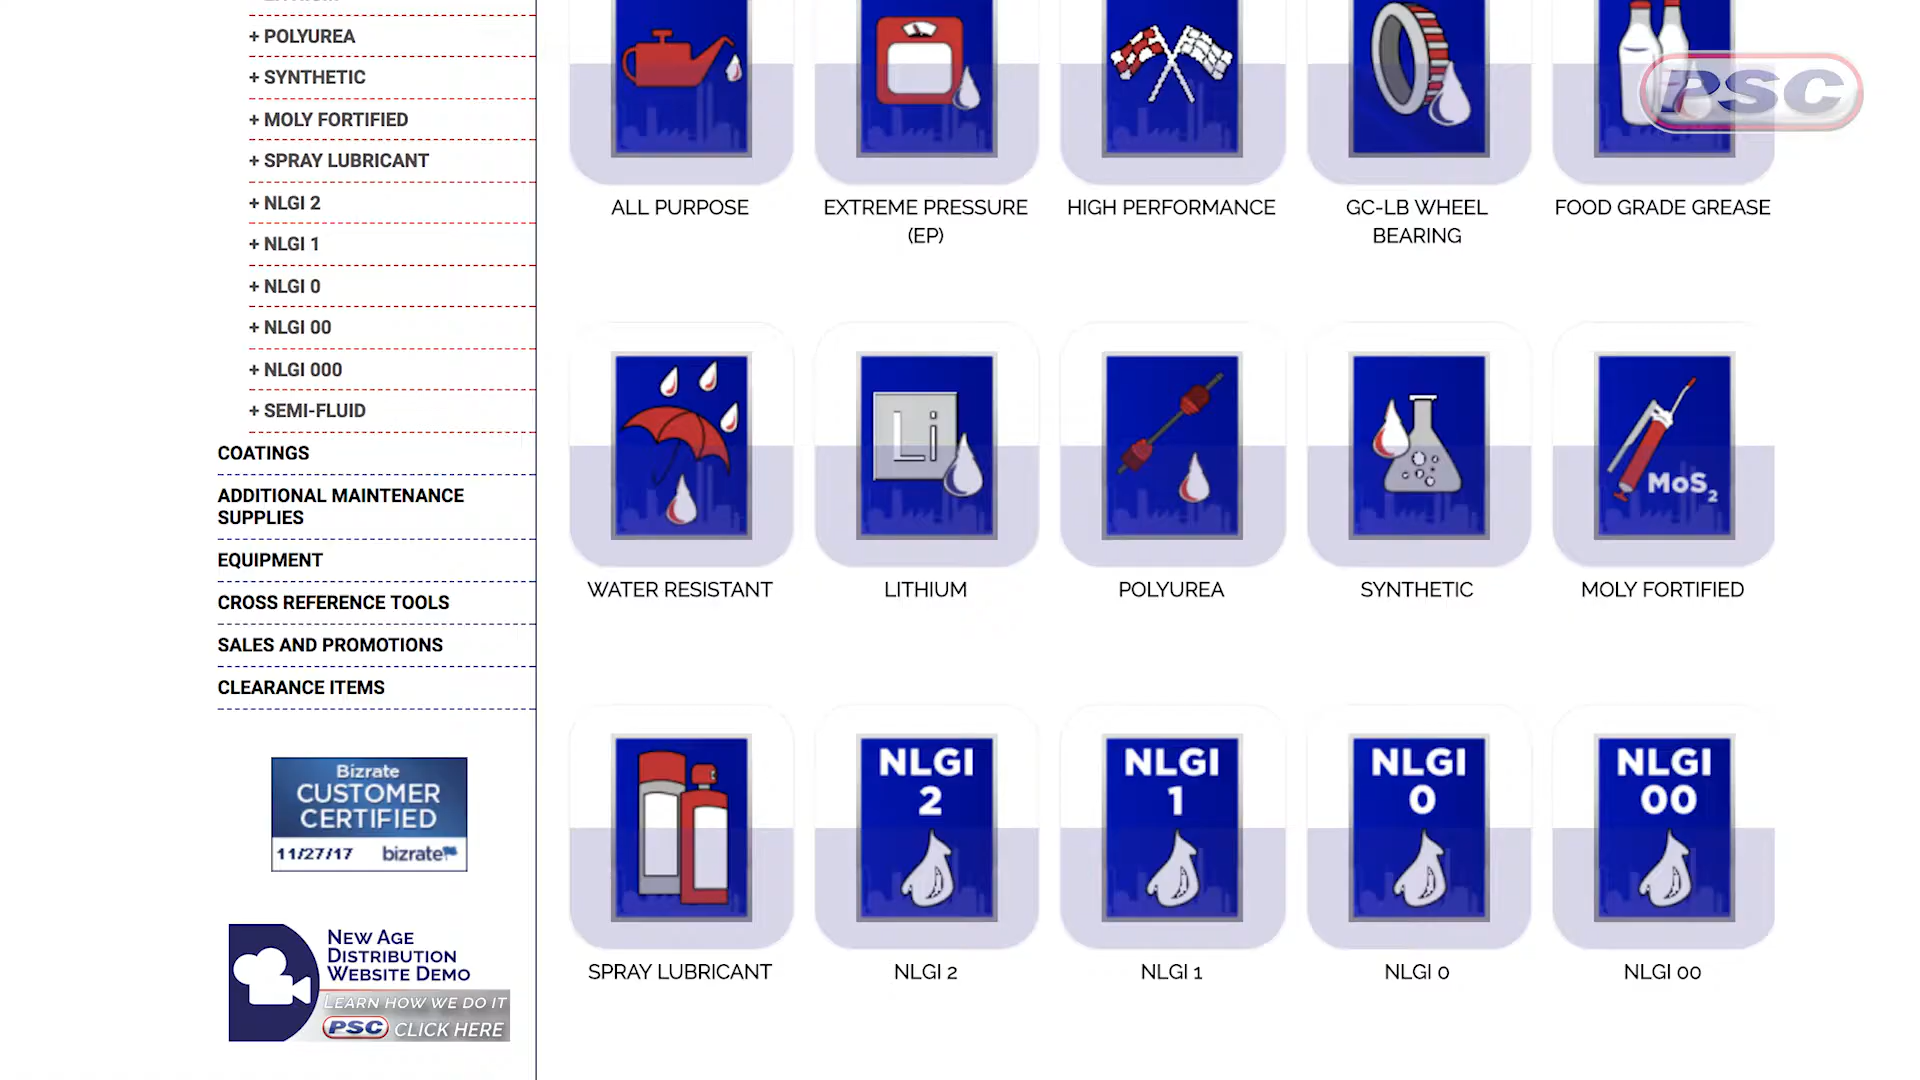 + POLYUREA
+ SYNTHETIC
+ MOLY FORTIFIED
+ SPRAY LUBRICANT
+ NLGI 2
+ NLGI 1
+ NLGI 0
+ NLGI 00
+ NLGI 000
+ SEMI-FLUID
COATINGS
ADDITIONAL MAINTENANCE
SUPPLIES
EQUIPMENT
CROSS REFERENCE TOOLS
SALES AND PROMOTIONS
CLEARANCE ITEMS
Bizrate
CUSTOMER
CERTIFIED
11/27/17 bizrate
NEW AGE
DISTRIBUTION
WEBSITE DEMO
LEARN HOW WE DO IT
PSC CLICK HERE
PSC
ALL PURPOSE
EXTREME PRESSURE
(EP)
HIGH PERFORMANCE
GC-LB WHEEL
BEARING
FOOD GRADE GREASE
Li
MoS2
WATER RESISTANT
LITHIUM
POLYUREA
SYNTHETIC
MOLY FORTIFIED
NLGI
2
NLGI
1
NLGI
0
NLGI
00
SPRAY LUBRICANT
NLGI 2
NLGI 1
NLGI 0
NLGI 00